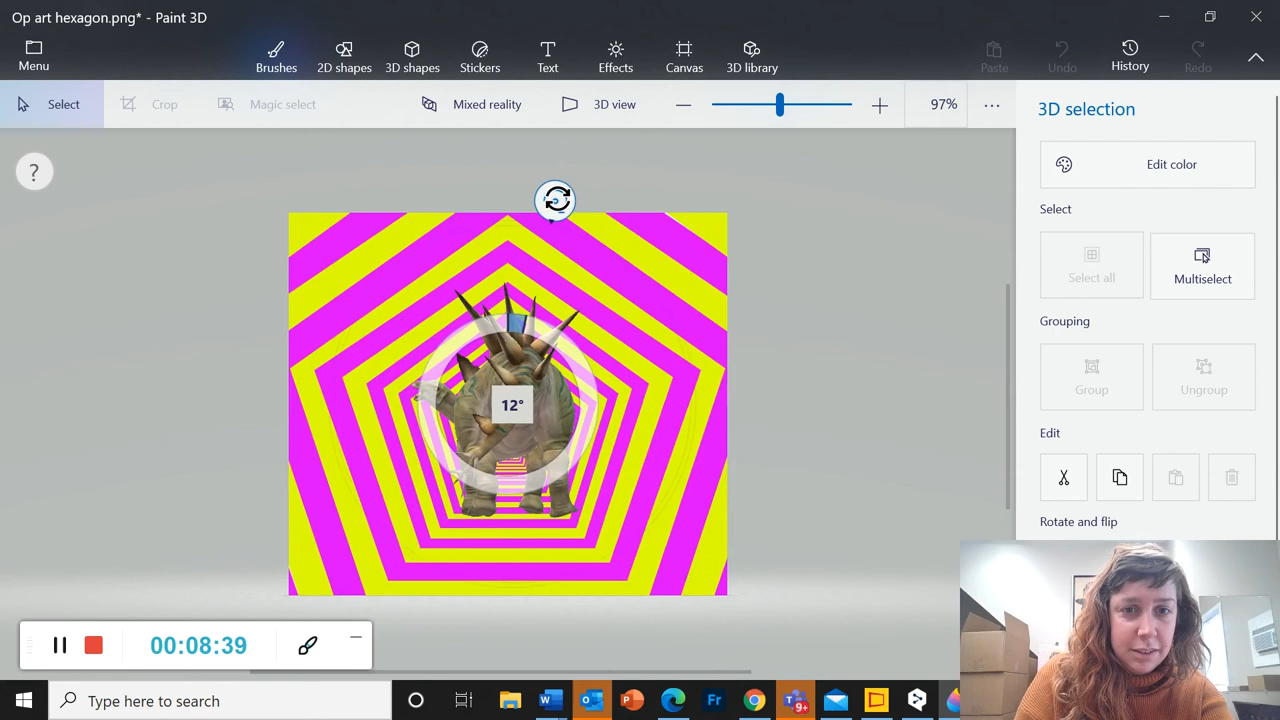 Op art hexagon.png* - Paint 3D
Menu
Brushes
2D shapes
3D shapes
Stickers
Text
Effects
Canvas
3D library
Paste
Undo
History
Redo
Select
Crop
Magic select
Mixed reality
3D view
97%
3D selection
?
Edit color
Select
Select all
Multiselect
Grouping
Group
Ungroup
12°
Edit
Rotate and flip
00:08:39
Type here to search
W
P
Fr
9+